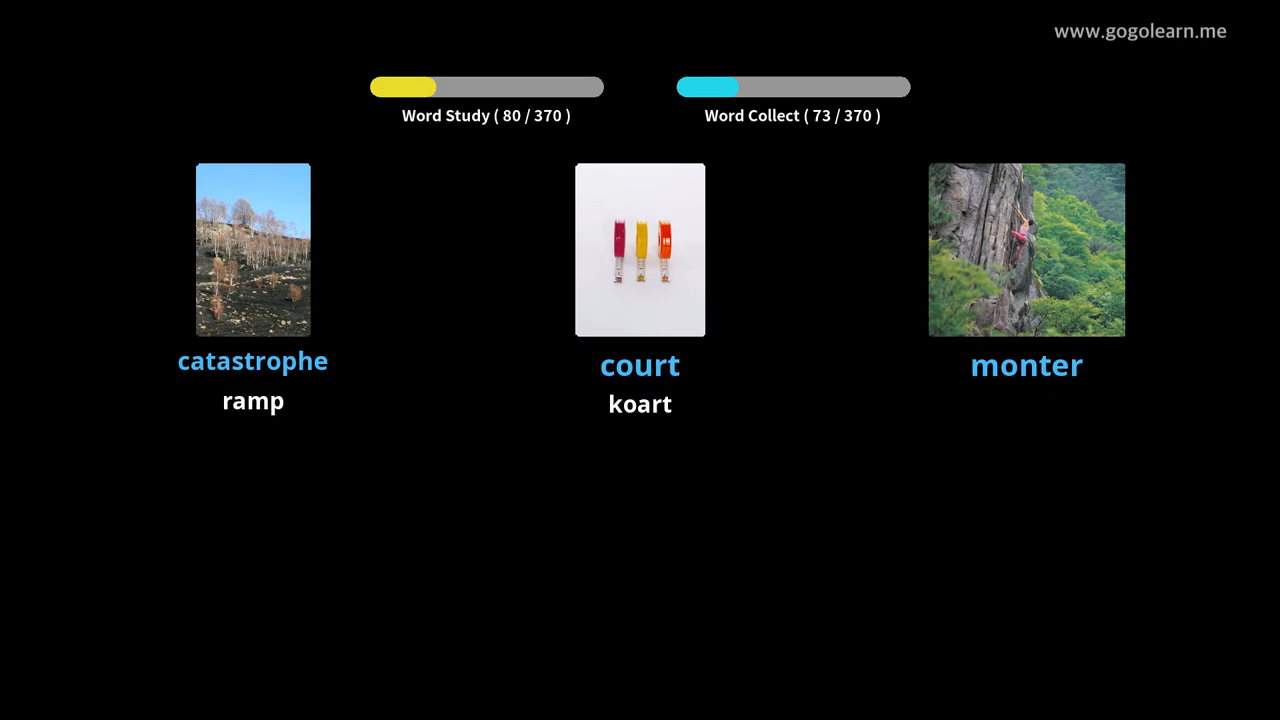 www.gogolearn.me
Word Study ( 80 / 370 )
Word Collect ( 73 / 370 )
catastrophe
ramp
court
koart
monter